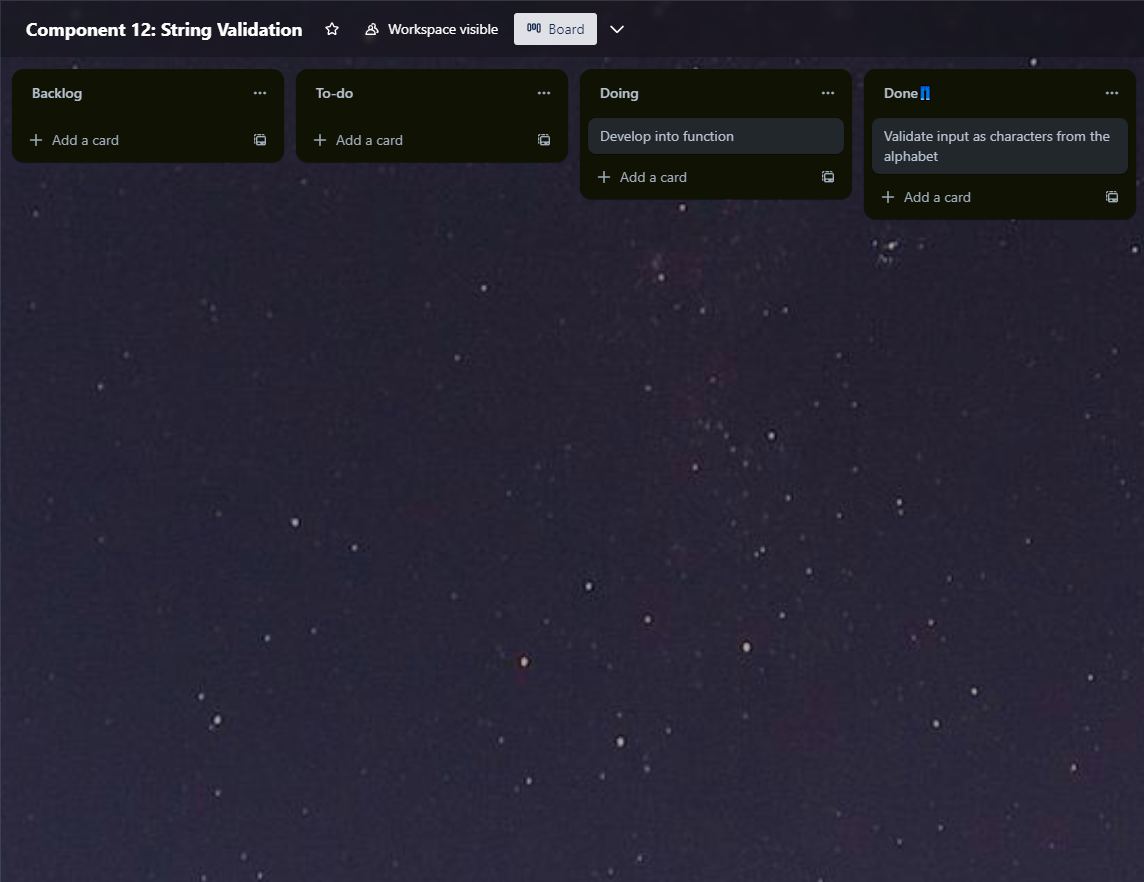 Component 12: String Validation
Workspace visible
Board
Backlog
Add a card
To-do
Add a card
Doing
Develop into function
Add a card
Done👖
Validate input as characters from the
alphabet
Add a card